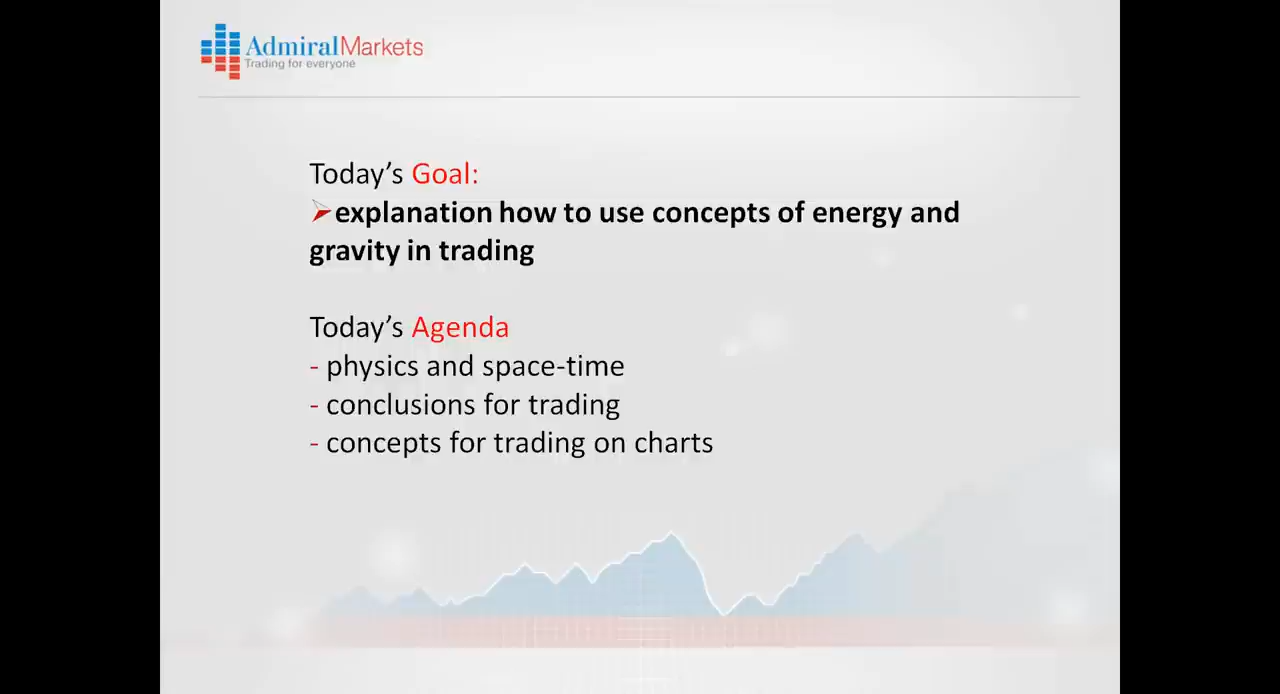 AdmiralMarkets
Trading for everyone
Today’s Goal:
➢explanation how to use concepts of energy and
gravity in trading
Today’s Agenda
- physics and space-time
- conclusions for trading
- concepts for trading on charts